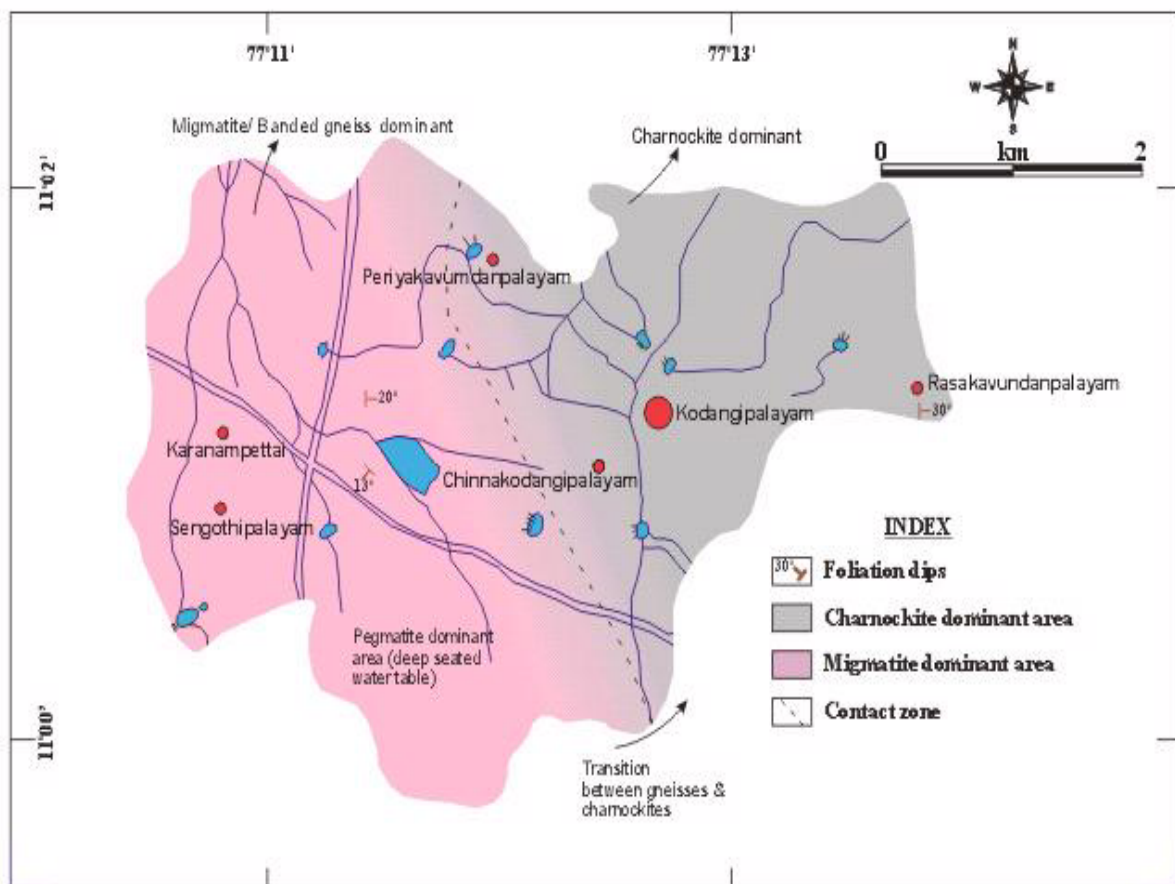 77°11'
77°13'
N
W E
S
Migmatite/ Banded gneiss dominant
Charnockite dominant
0 km 2
11°02'
Periyakavumdanpalayam
Rasakavundanpalayam
20°
Kodangipalayam
30°
Karanampettai
13°
Chinnakodangipalayam
Sengothipalayam
INDEX
30° Foliation dips
Charnockite dominant area
Pegmatite dominant
area (deep seated
water table)
Migmatite dominant area
Contact zone
11°00'
Transition
between gneisses &
charnockites